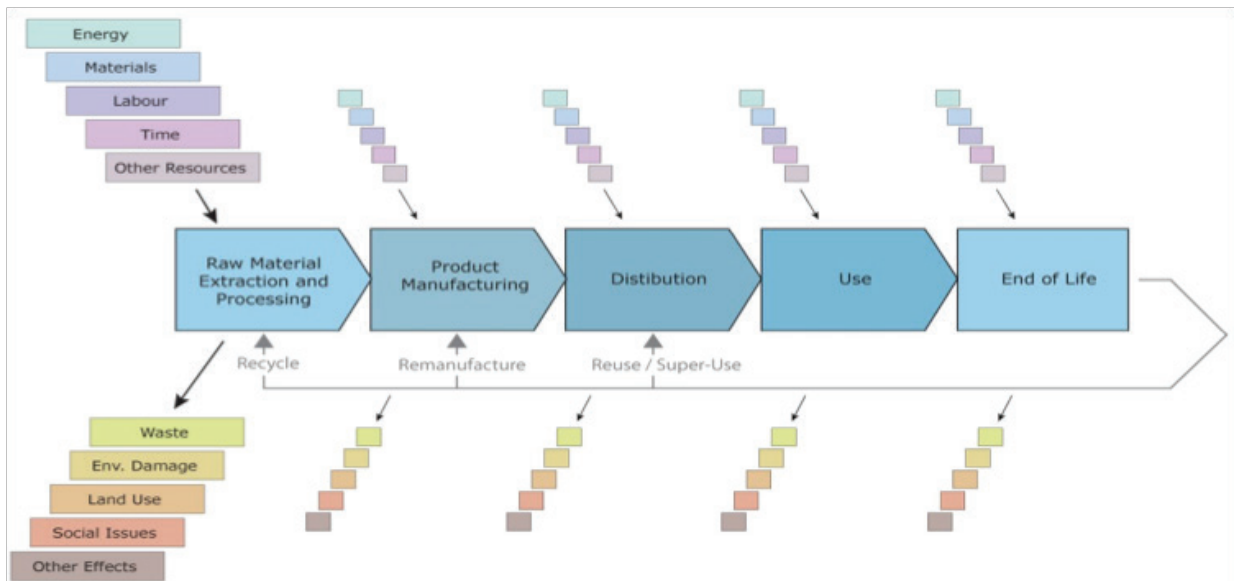 Energy
Materials
Labour
Time
Other Resources
Raw Material
Extraction and
Processing
Product
Manufacturing
Distibution
Use
End of Life
Recycle
Remanufacture
Reuse / Super-Use
Waste
Env. Damage
Land Use
Social Issues
Other Effects